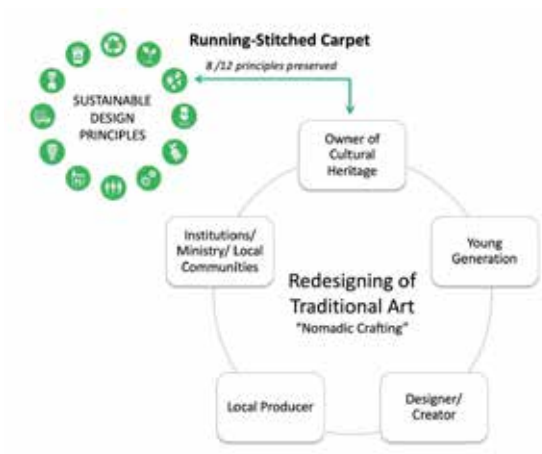 Running-Stitched Carpet
8 /12 principles preserved
SUSTAINABLE
DESIGN
PRINCIPLES
Owner of
Cultural
Heritage
Institutions/
Ministry/ Local
Communities
Young
Generation
Redesigning of
Traditional Art
"Nomadic Crafting"
Local Producer
Designer/
Creator